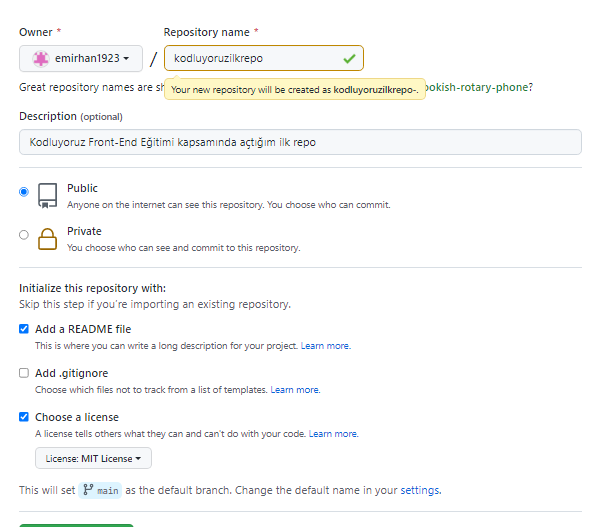 Owner * Repository name *
emirhan1923 / kodluyoruzilkrepo
Great repository names are sh ookish-rotary-phone?
Your new repository will be created as kodluyoruzilkrepo-.
Description (optional)
Kodluyoruz Front-End Eğitimi kapsamında açtığım ilk repo
Public
Anyone on the internet can see this repository. You choose who can commit.
Private
You choose who can see and commit to this repository.
Initialize this repository with:
Skip this step if you're importing an existing repository.
Add a README file
This is where you can write a long description for your project. Learn more.
Add .gitignore
Choose which files not to track from a list of templates. Learn more.
Choose a license
A license tells others what they can and can't do with your code. Learn more.
License: MIT License
This will set main as the default branch. Change the default name in your settings.